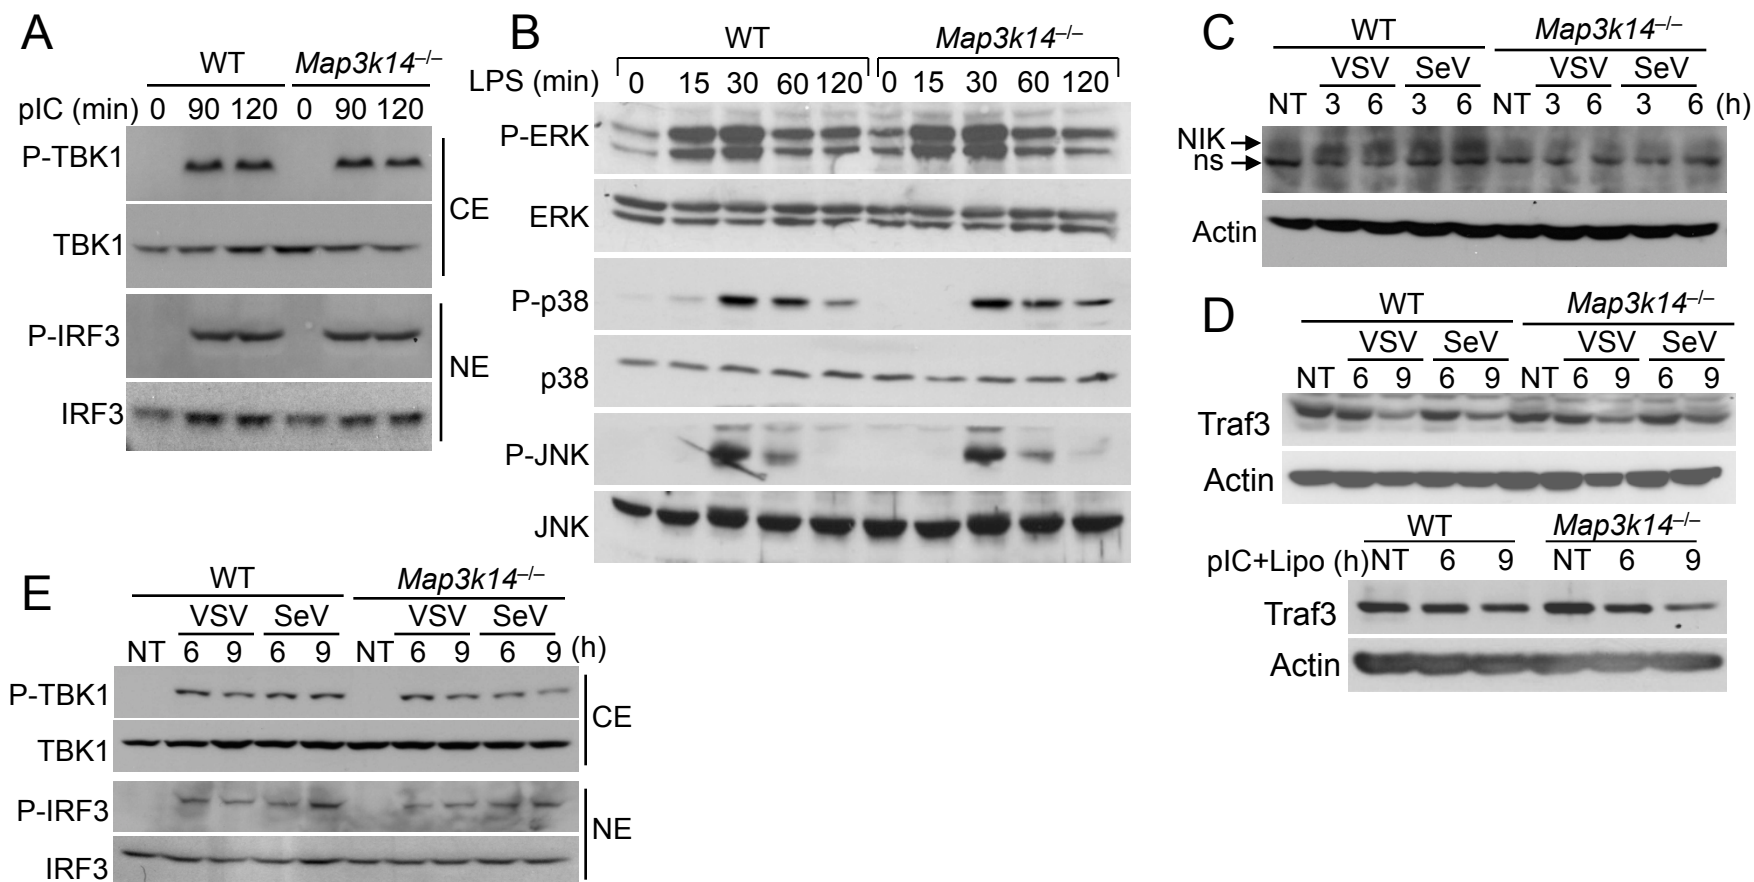 A
WT Map3k14–/–
pIC (min) 0 90 120 0 90 120
P-TBK1
TBK1
CE
P-IRF3
IRF3
NE
B
WT Map3k14–/–
LPS (min) 0 15 30 60 120 0 15 30 60 120
P-ERK
ERK
P-p38
p38
P-JNK
JNK
C
WT Map3k14–/–
VSV SeV VSV SeV
NT 3 6 3 6 NT 3 6 3 6 (h)
NIK
ns
Actin
D
WT Map3k14–/–
VSV SeV VSV SeV
NT 6 9 6 9 NT 6 9 6 9
Traf3
Actin
WT Map3k14–/–
pIC+Lipo (h) NT 6 9 NT 6 9
Traf3
Actin
E
WT Map3k14–/–
VSV SeV VSV SeV
NT 6 9 6 9 NT 6 9 6 9 (h)
P-TBK1
TBK1
CE
P-IRF3
IRF3
NE